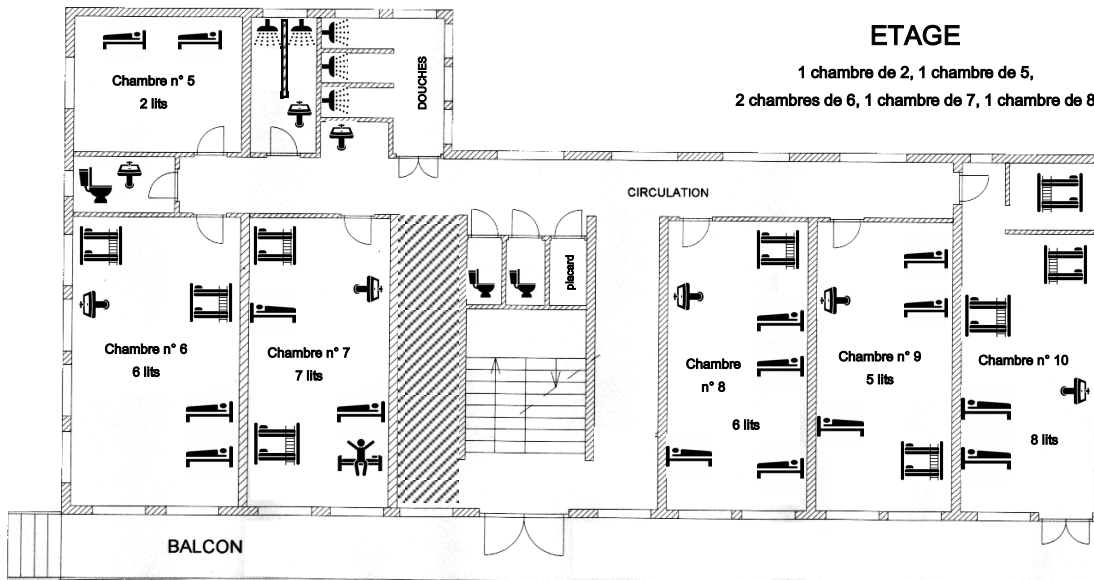 ETAGE
1 chambre de 2, 1 chambre de 5,
2 chambres de 6, 1 chambre de 7, 1 chambre de 8
Chambre n° 5
2 lits
DOUCHES
CIRCULATION
placard
Chambre n° 6
6 lits
Chambre n° 7
7 lits
Chambre
n° 8
6 lits
Chambre n° 9
5 lits
Chambre n° 10
8 lits
BALCON